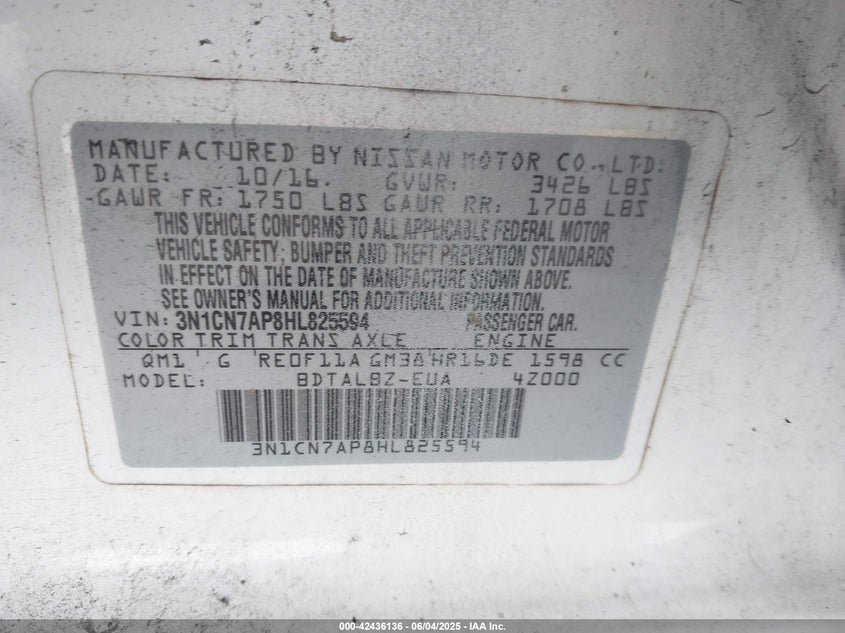 MANUFACTURED BY NISSAN MOTOR CO., LTD:
DATE: 10/16. GVWR: 3426 LBS
GAWR FR: 1750 LBS GAWR RR: 1708 LBS
THIS VEHICLE CONFORMS TO ALL APPLICABLE FEDERAL MOTOR
VEHICLE SAFETY, BUMPER AND THEFT PREVENTION STANDARDS
IN EFFECT ON THE DATE OF MANUFACTURE SHOWN ABOVE.
SEE OWNER'S MANUAL FOR ADDITIONAL INFORMATION.
VIN: 3N1CN7AP8HL825594 PASSENGER CAR.
COLOR TRIM TRANS AXLE ENGINE
QM1 G RE0F11A GM38 HR16DE 1598 CC
MODEL: BDTALBZ-EUA 4Z000
3N1CN7AP8HL825594
000-42436136 - 06/04/2025 - IAA Inc.